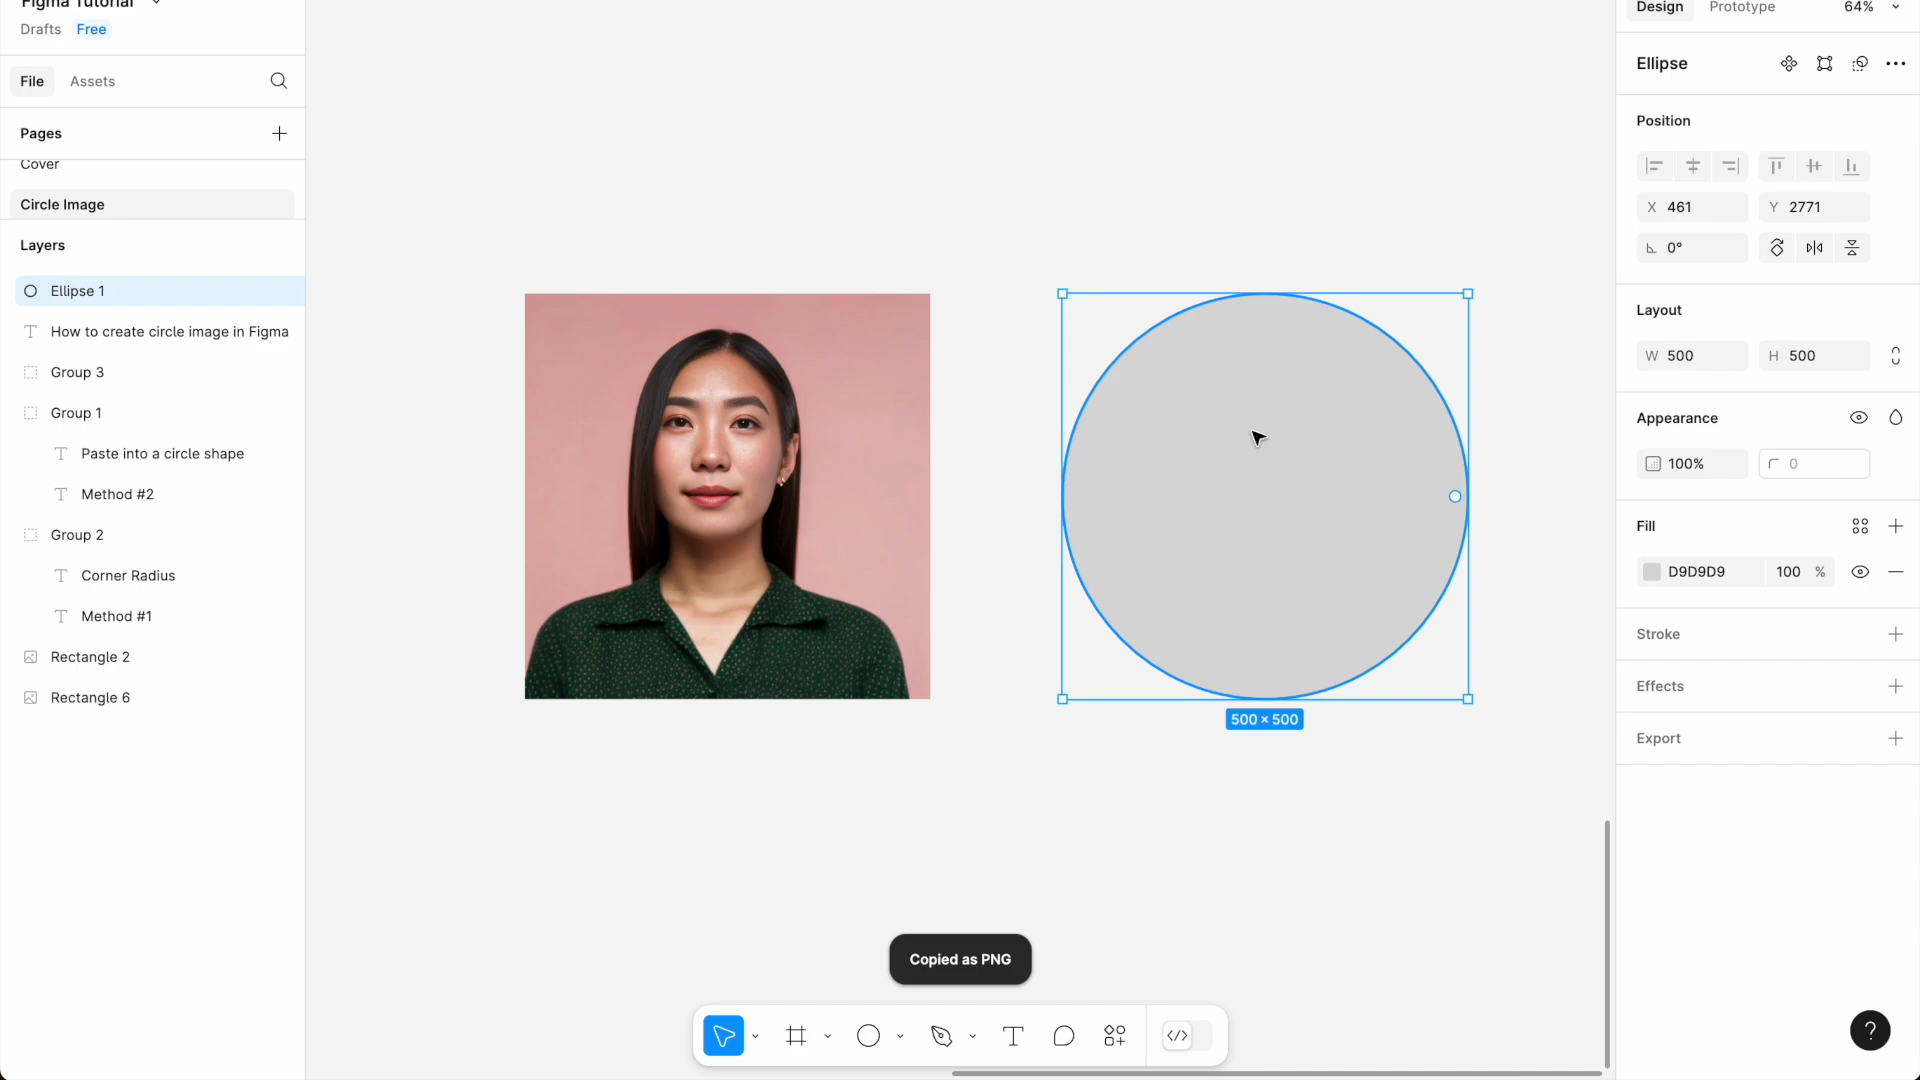 Figma Tutorial
Drafts Free
File Assets
Pages
Cover
Circle Image
Layers
Ellipse 1
How to create circle image in Figma
Group 3
Group 1
Paste into a circle shape
Method #2
Group 2
Corner Radius
Method #1
Rectangle 2
Rectangle 6
500 × 500
Copied as PNG
Design Prototype 64%
Ellipse
Position
X 461 Y 2771
0°
Layout
W 500 H 500
Appearance
100% 0
Fill
D9D9D9 100 %
Stroke
Effects
Export
?